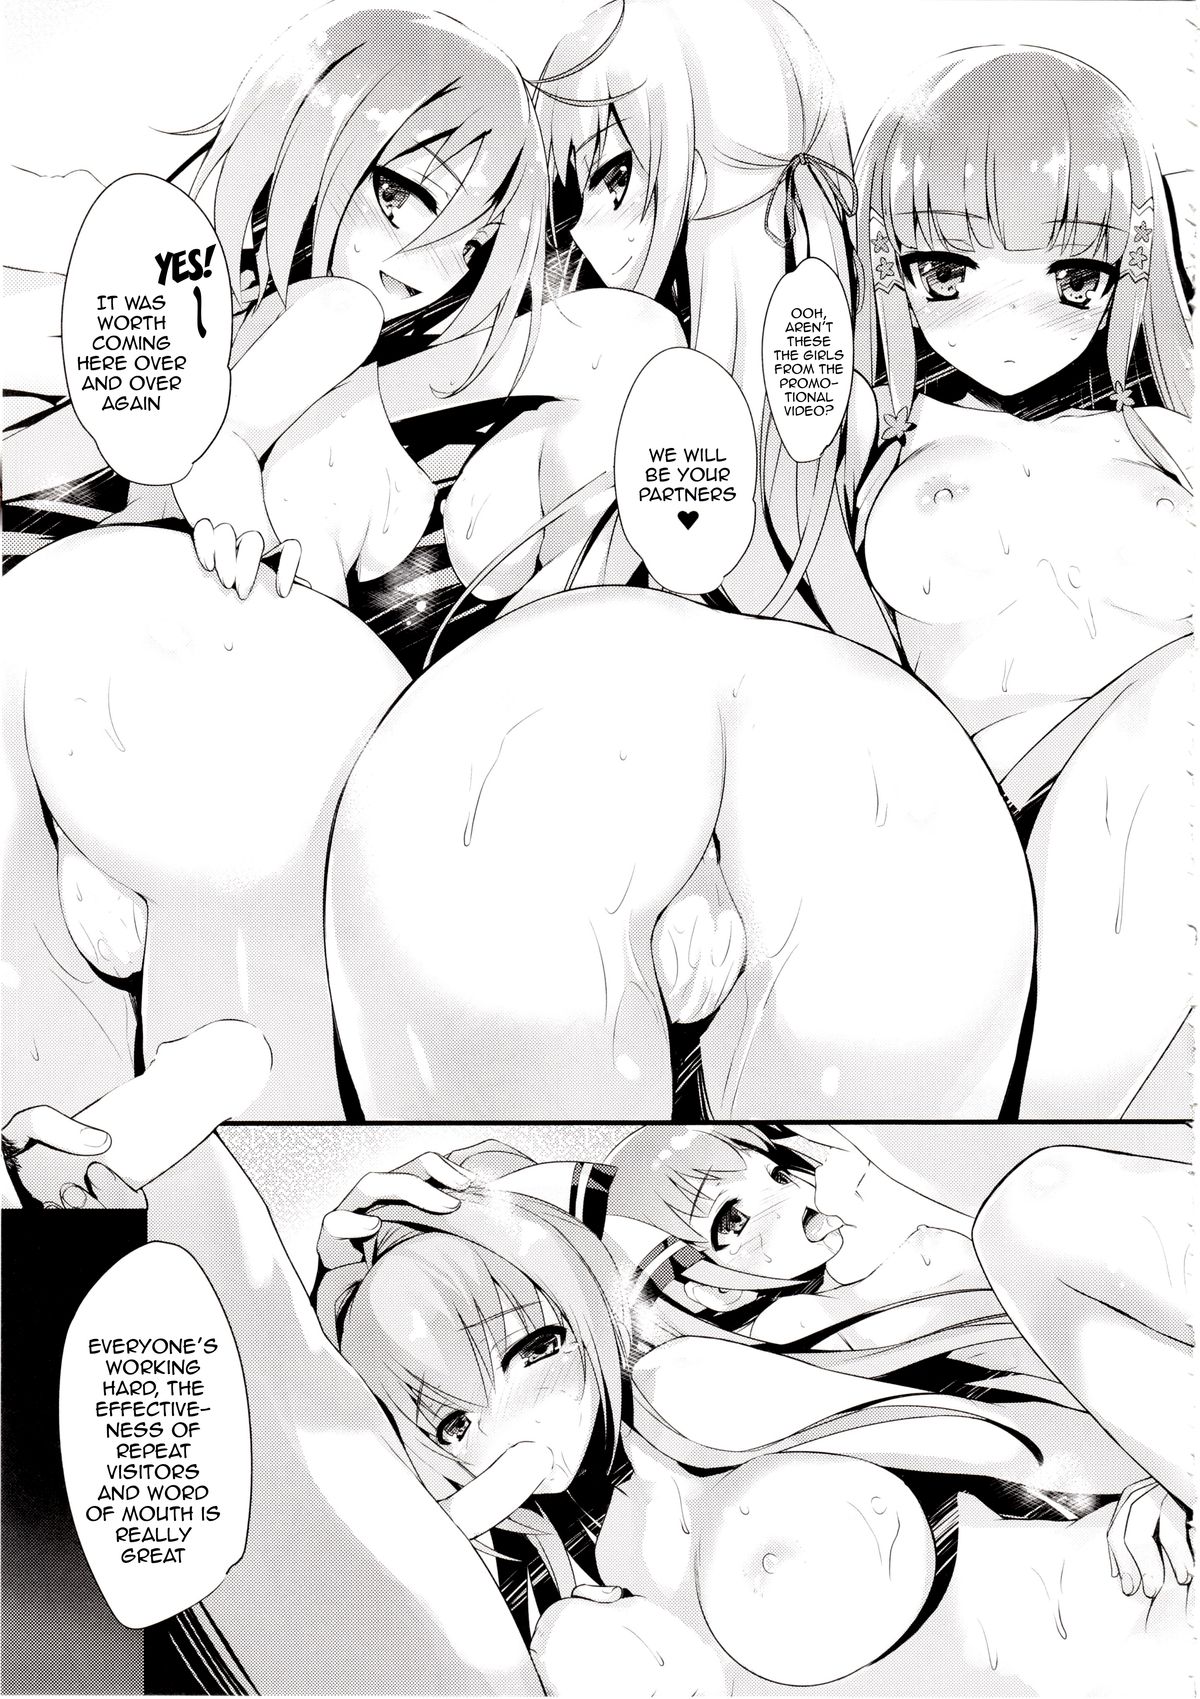 OOH,
AREN'T
THESE
THE GIRLS
FROM THE
PROMO-
TIONAL
VIDEO?
WE WILL
BE YOUR
PARTNERS
♥
YES!
IT WAS
WORTH
COMING
HERE OVER
AND OVER
AGAIN
EVERYONE'S
WORKING
HARD, THE
EFFECTIVE-
NESS OF
REPEAT
VISITORS
AND WORD
OF MOUTH IS
REALLY
GREAT